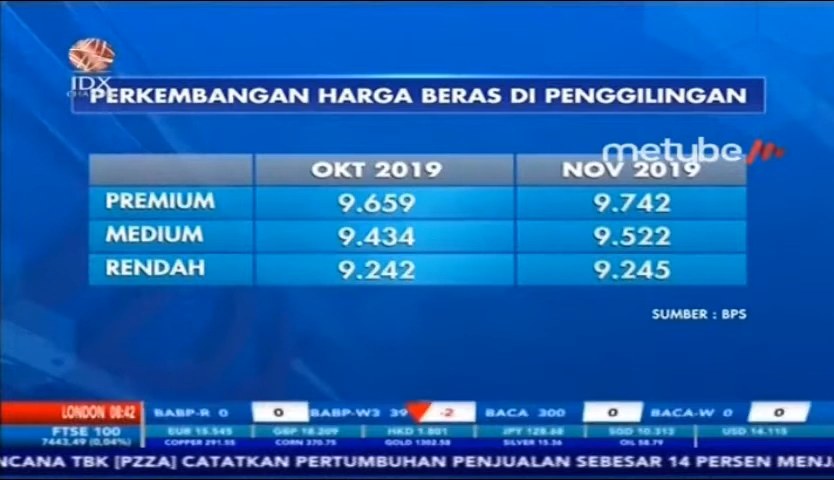 IDX
PERKEMBANGAN HARGA BERAS DI PENGGILINGAN
metube
OKT 2019 NOV 2019
PREMIUM 9.659 9.742
MEDIUM 9.434 9.522
RENDAH 9.242 9.245
SUMBER : BPS
LONDON 08:42 BABP-R 0 0 BABP-W3 39 -2 BACA 300 0 BACA-W 0 0
FTSE 100 EUR 15.545 GBP 18.209 HKD 1.801 JPY 128.68 SGD 10.313 USD 14.115
7443,49 (0,04%) COPPER 291.55 CORN 370.75 GOLD 1302.58 SILVER 15.36 OIL 58.79
NCANA TBK [PZZA] CATATKAN PERTUMBUHAN PENJUALAN SEBESAR 14 PERSEN MENJ